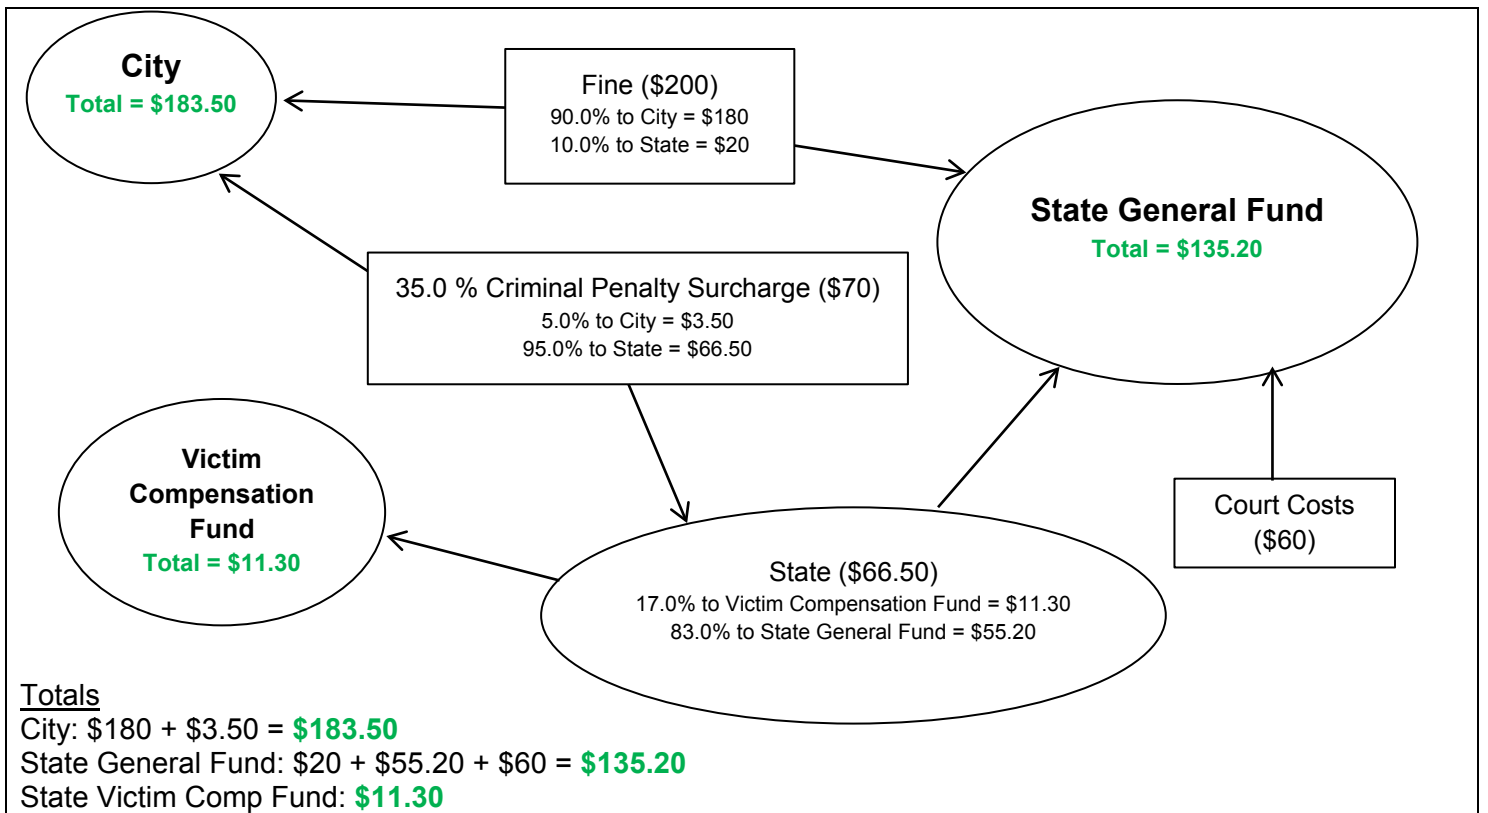 City
Total = $183.50
Fine ($200)
90.0% to City = $180
10.0% to State = $20
State General Fund
Total = $135.20
35.0 % Criminal Penalty Surcharge ($70)
5.0% to City = $3.50
95.0% to State = $66.50
Victim
Compensation
Fund
Total = $11.30
Court Costs
($60)
State ($66.50)
17.0% to Victim Compensation Fund = $11.30
83.0% to State General Fund = $55.20
Totals
City: $180 + $3.50 = $183.50
State General Fund: $20 + $55.20 + $60 = $135.20
State Victim Comp Fund: $11.30